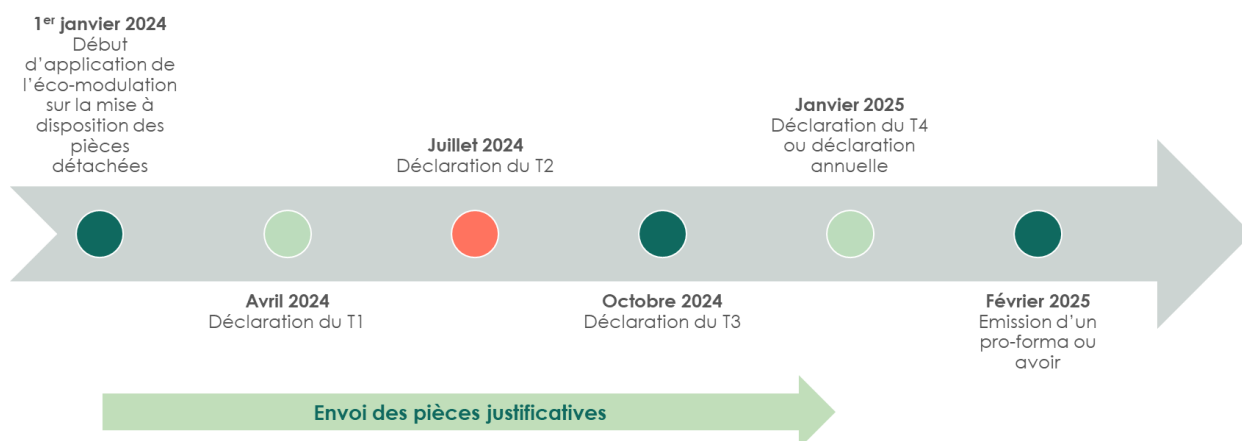 1er janvier 2024
Début
d'application de
l'éco-modulation
sur la mise à
disposition des
pièces
détachées
Avril 2024
Déclaration du T1
Juillet 2024
Déclaration du T2
Octobre 2024
Déclaration du T3
Janvier 2025
Déclaration du T4
ou déclaration
annuelle
Février 2025
Emission d'un
pro-forma ou
avoir
Envoi des pièces justificatives